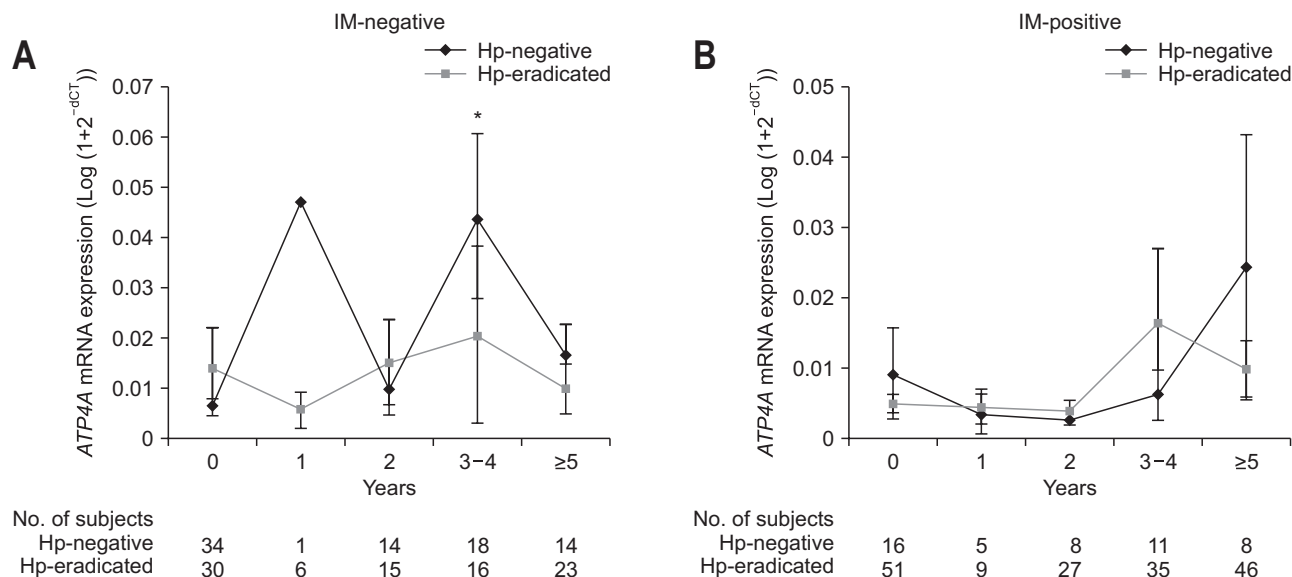 IM-negative
A
Hp-negative
Hp-eradicated
ATP4A mRNA expression (Log (1+2⁻ᵈᶜᵀ))
0.07
0.06
0.05
0.04
0.03
0.02
0.01
0
*
0 1 2 3−4 ≥5
Years
No. of subjects
Hp-negative 34 1 14 18 14
Hp-eradicated 30 6 15 16 23
IM-positive
B
Hp-negative
Hp-eradicated
ATP4A mRNA expression (Log (1+2⁻ᵈᶜᵀ))
0.05
0.04
0.03
0.02
0.01
0
0 1 2 3−4 ≥5
Years
No. of subjects
Hp-negative 16 5 8 11 8
Hp-eradicated 51 9 27 35 46